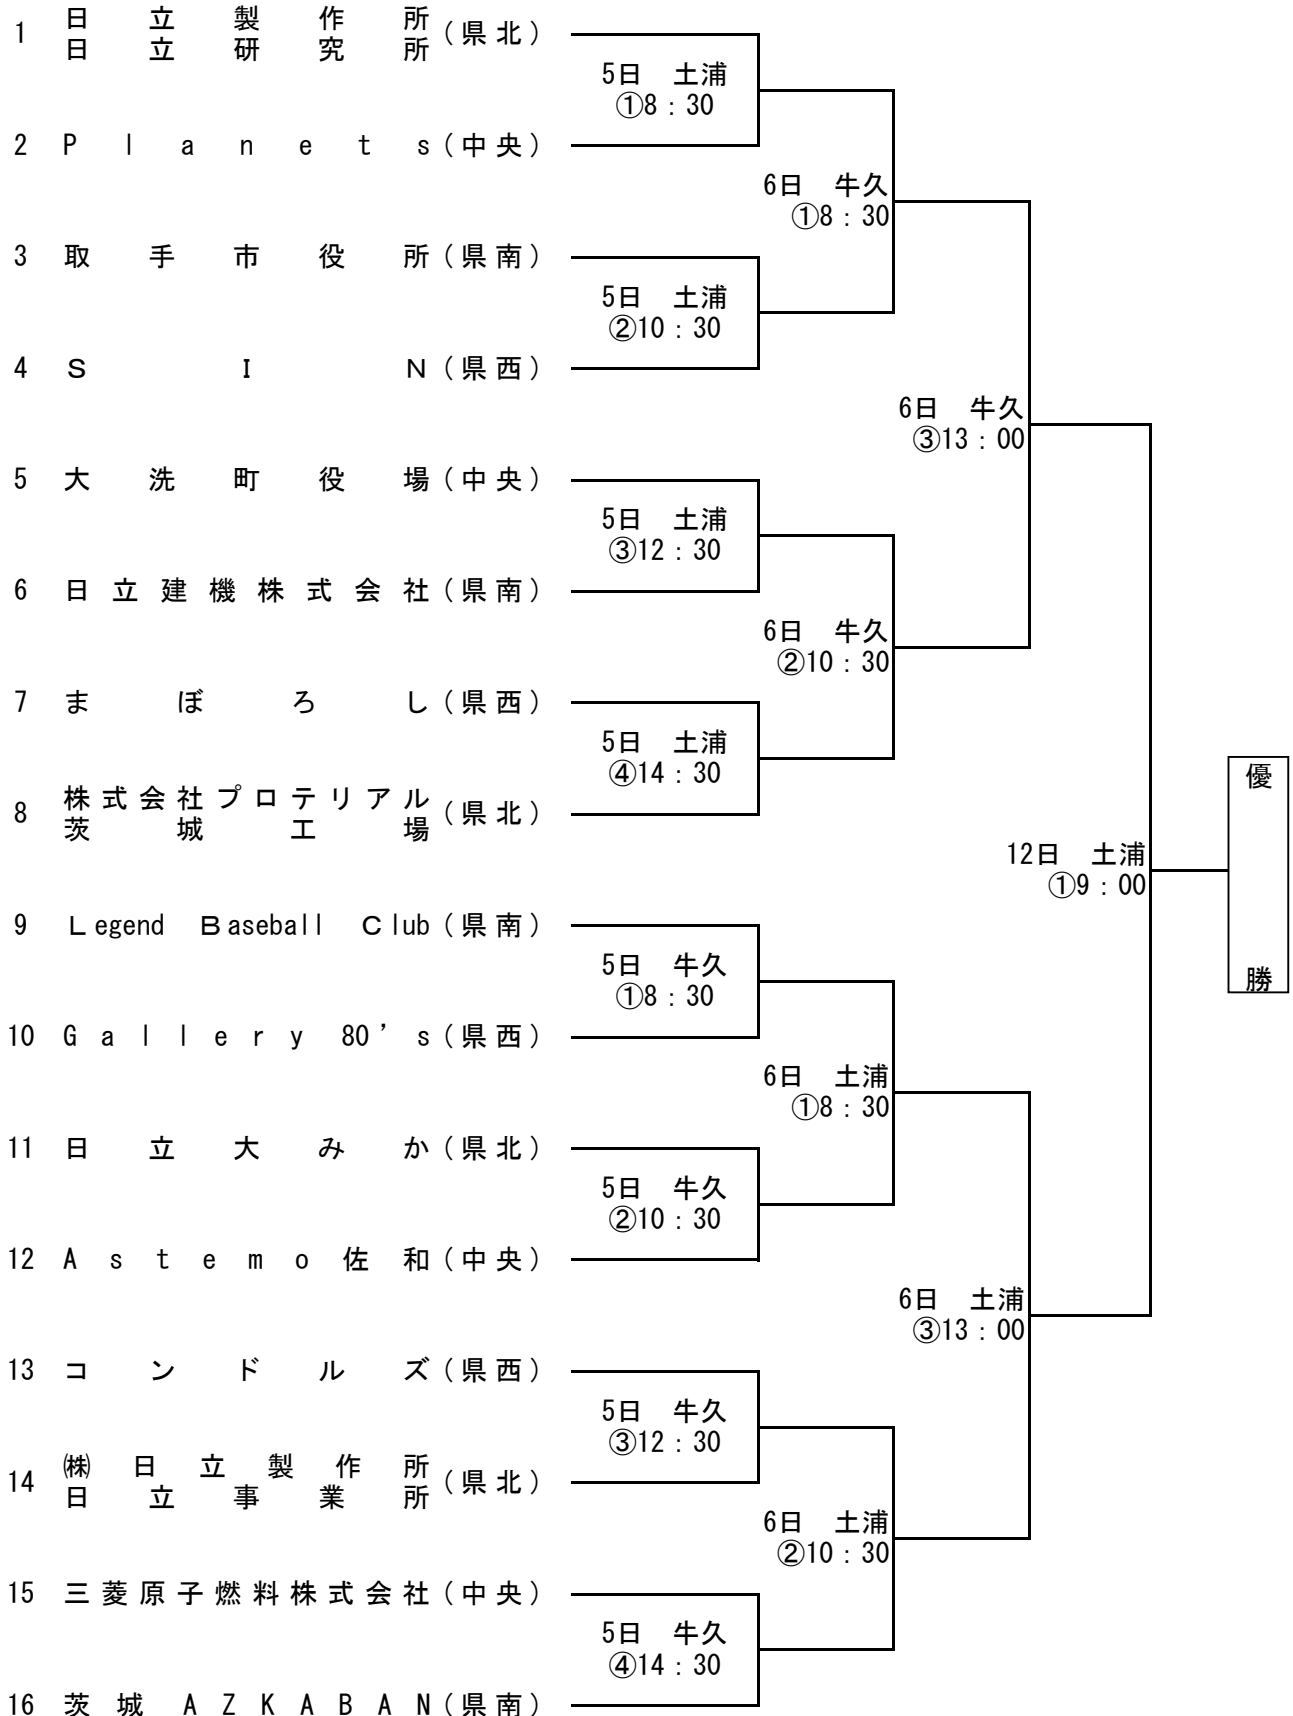 1 日立製作所
日立研究所 (県北)
5日 土浦
①8：30
2 Planets (中央)
6日 牛久
①8：30
3 取手市役所 (県南)
5日 土浦
②10：30
4 SIN (県西)
6日 牛久
③13：00
5 大洗町役場 (中央)
5日 土浦
③12：30
6 日立建機株式会社 (県南)
6日 牛久
②10：30
7 まぼろし (県西)
5日 土浦
④14：30
8 株式会社プロテリアル
茨城工場 (県北)
優勝
12日 土浦
①9：00
9 Legend Baseball Club (県南)
5日 牛久
①8：30
10 Gallery 80’s (県西)
6日 土浦
①8：30
11 日立大みか (県北)
5日 牛久
②10：30
12 Astemo佐和 (中央)
6日 土浦
③13：00
13 コンドルズ (県西)
5日 牛久
③12：30
14 ㈱日立製作所
日立事業所 (県北)
6日 土浦
②10：30
15 三菱原子燃料株式会社 (中央)
5日 牛久
④14：30
16 茨城AZKABAN (県南)